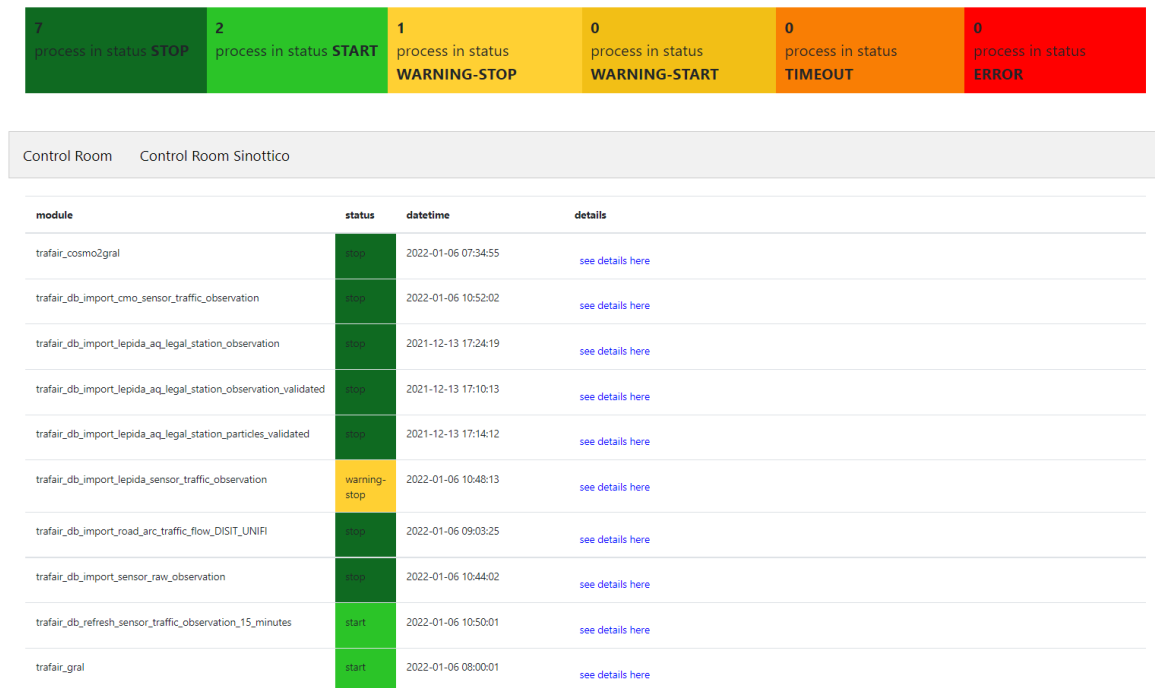 7
process in status STOP
2
process in status START
1
process in status
WARNING-STOP
0
process in status
WARNING-START
0
process in status
TIMEOUT
0
process in status
ERROR
Control Room Control Room Sinottico
module status datetime details
trafair_cosmo2gral stop 2022-01-06 07:34:55 see details here
trafair_db_import_cmo_sensor_traffic_observation stop 2022-01-06 10:52:02 see details here
trafair_db_import_lepida_aq_legal_station_observation stop 2021-12-13 17:24:19 see details here
trafair_db_import_lepida_aq_legal_station_observation_validated stop 2021-12-13 17:10:13 see details here
trafair_db_import_lepida_aq_legal_station_particles_validated stop 2021-12-13 17:14:12 see details here
trafair_db_import_lepida_sensor_traffic_observation warning-stop 2022-01-06 10:48:13 see details here
trafair_db_import_road_arc_traffic_flow_DISIT_UNIFI stop 2022-01-06 09:03:25 see details here
trafair_db_import_sensor_raw_observation stop 2022-01-06 10:44:02 see details here
trafair_db_refresh_sensor_traffic_observation_15_minutes start 2022-01-06 10:50:01 see details here
trafair_gral start 2022-01-06 08:00:01 see details here